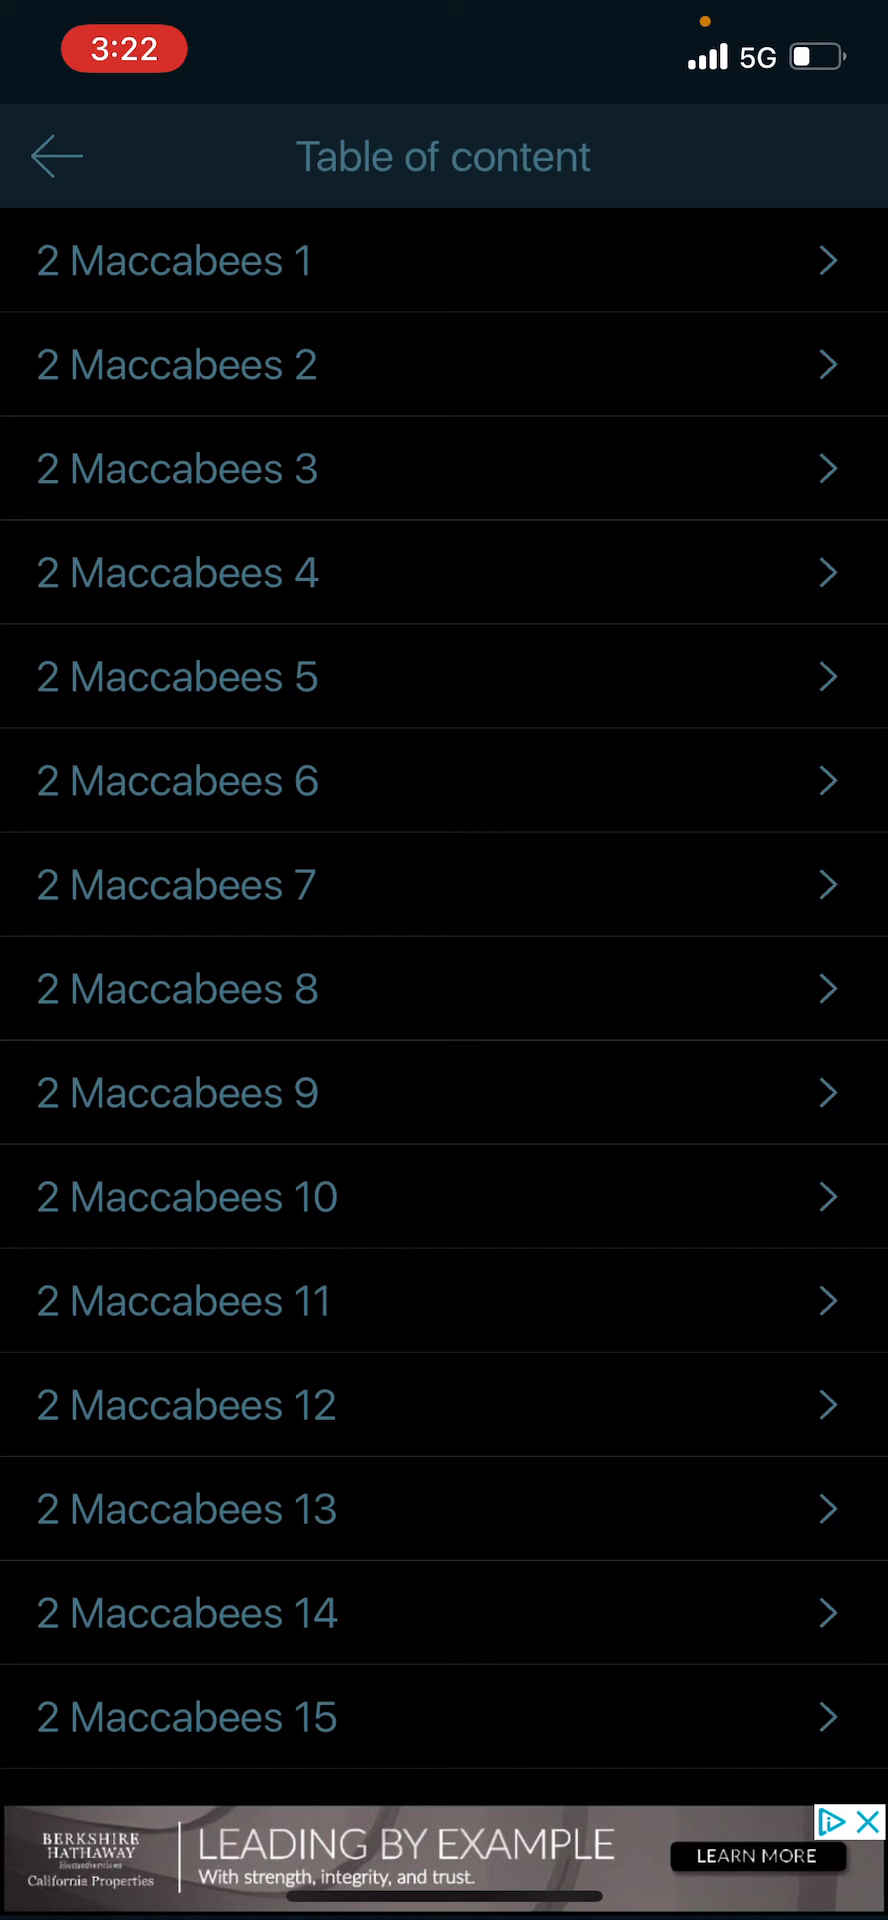 3:22
5G
Table of content
2 Maccabees 1
2 Maccabees 2
2 Maccabees 3
2 Maccabees 4
2 Maccabees 5
2 Maccabees 6
2 Maccabees 7
2 Maccabees 8
2 Maccabees 9
2 Maccabees 10
2 Maccabees 11
2 Maccabees 12
2 Maccabees 13
2 Maccabees 14
2 Maccabees 15
BERKSHIRE
HATHAWAY
HomeServices
California Properties
LEADING BY EXAMPLE
With strength, integrity, and trust.
LEARN MORE